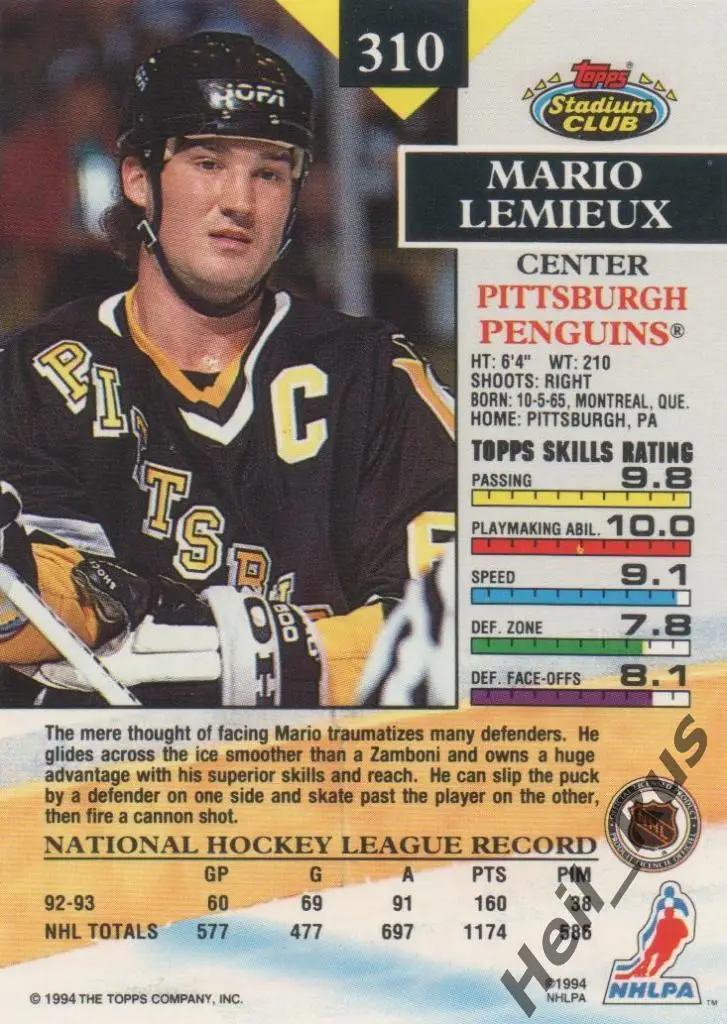 310
Topps
Stadium
CLUB
MARIO
LEMIEUX
CENTER
PITTSBURGH
PENGUINS®
HT: 6'4" WT: 210
SHOOTS: RIGHT
BORN: 10-5-65, MONTREAL, QUE.
HOME: PITTSBURGH, PA
TOPPS SKILLS RATING
PASSING 9.8
PLAYMAKING ABIL. 10.0
SPEED 9.1
DEF. ZONE 7.8
DEF. FACE-OFFS 8.1
JOFA
C
PITTSB
The mere thought of facing Mario traumatizes many defenders. He
glides across the ice smoother than a Zamboni and owns a huge
advantage with his superior skills and reach. He can slip the puck
by a defender on one side and skate past the player on the other,
then fire a cannon shot.
NATIONAL HOCKEY LEAGUE RECORD
GP G A PTS PIM
92-93 60 69 91 160 38
NHL TOTALS 577 477 697 1174 586
NHL
NHLPA
™
© 1994 THE TOPPS COMPANY, INC.
©1994
NHLPA